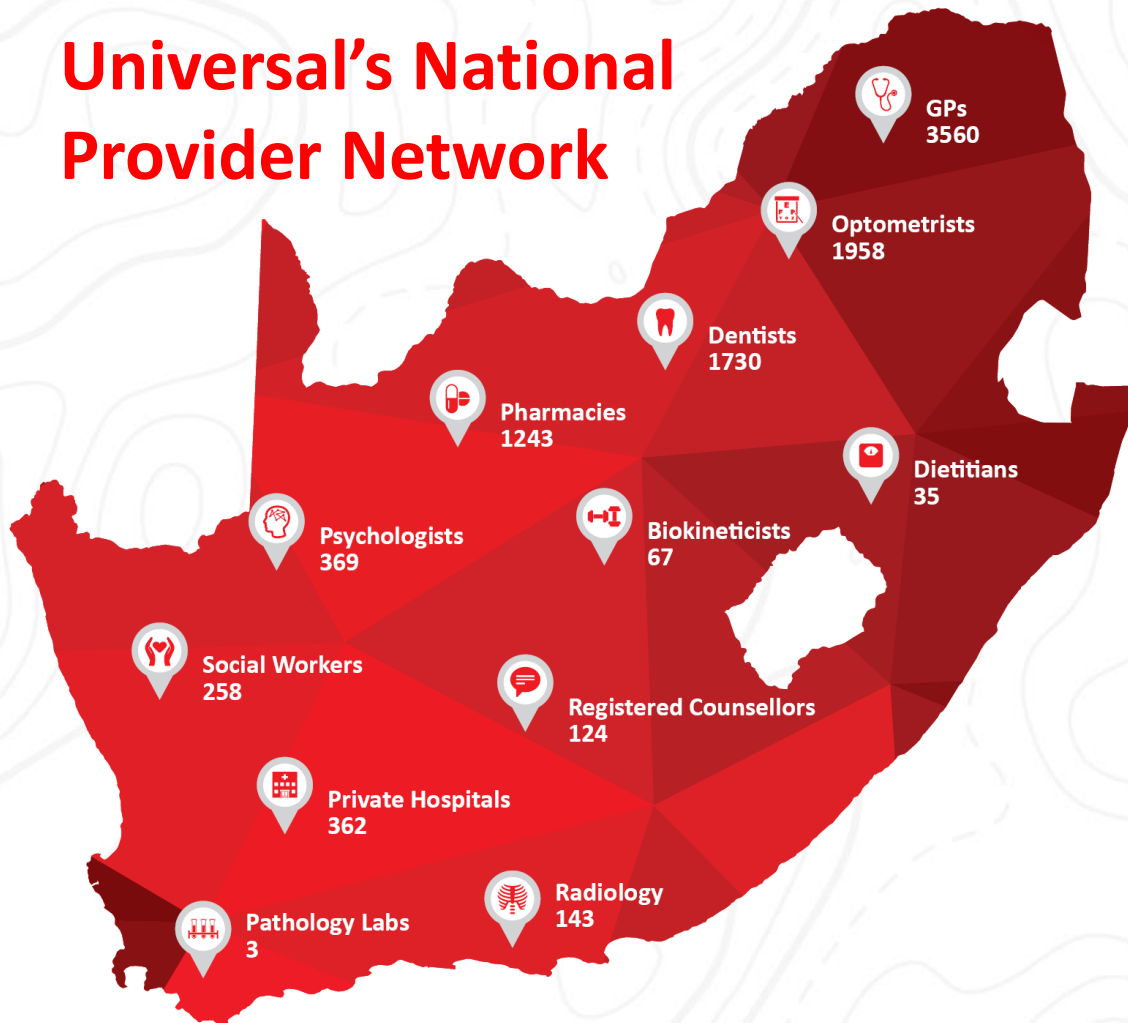 Universal’s National
Provider Network
GPs
3560
Optometrists
1958
Dentists
1730
Pharmacies
1243
Dietitians
35
Psychologists
369
Biokineticists
67
Social Workers
258
Registered Counsellors
124
Private Hospitals
362
Radiology
143
Pathology Labs
3